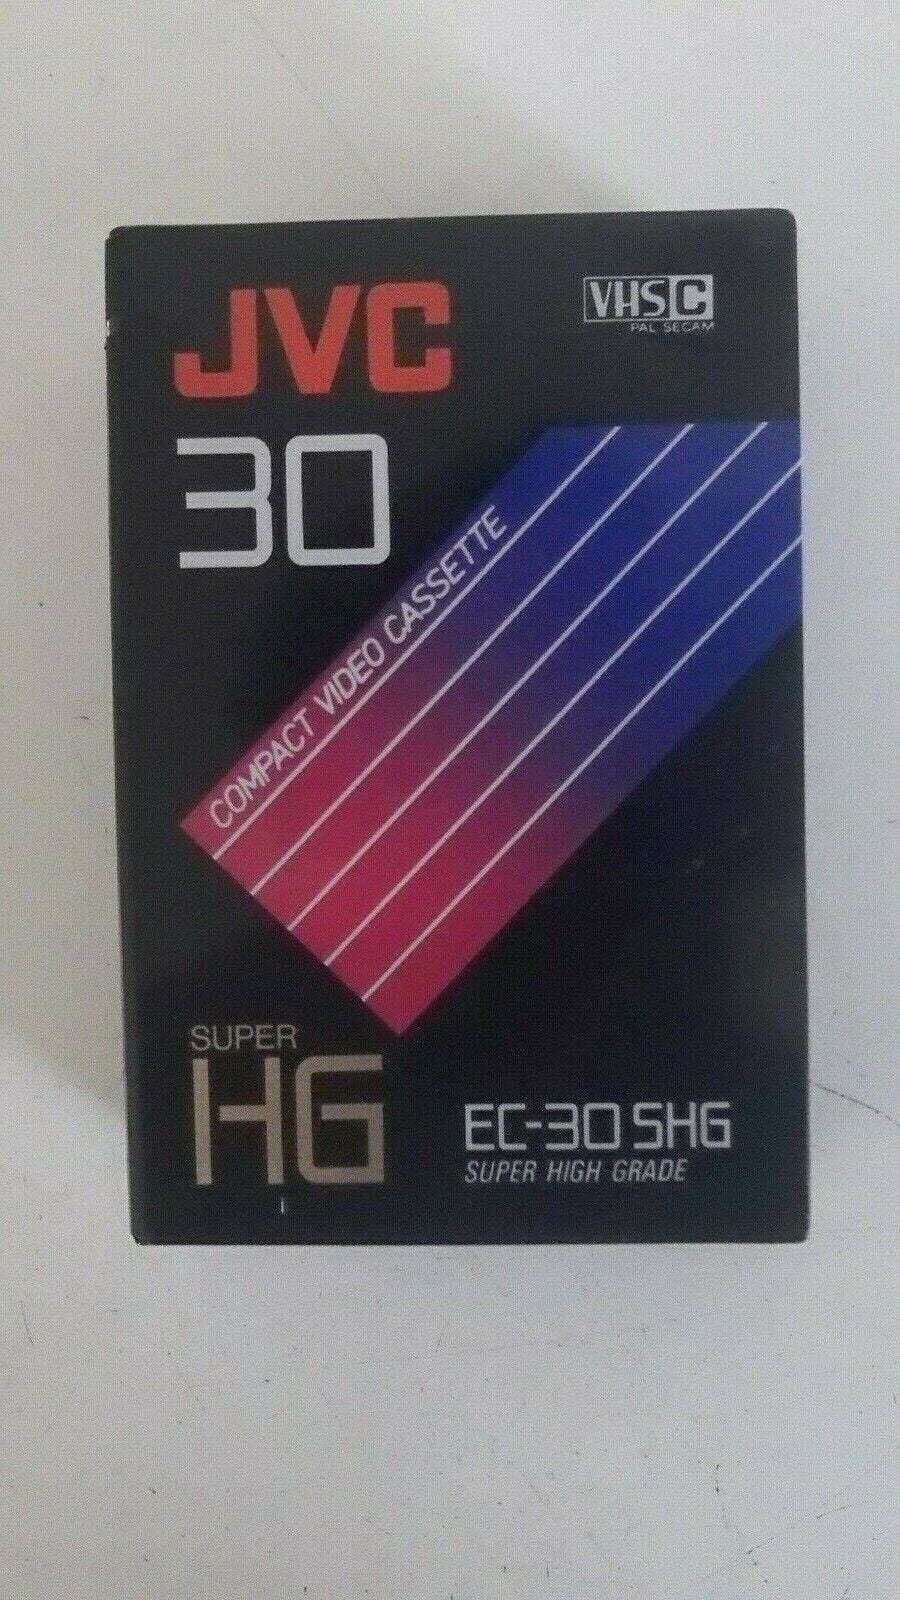 JVC
VHS C
PAL SECAM
30
COMPACT VIDEO CASSETTE
SUPER
HG
EC-30 SHG
SUPER HIGH GRADE